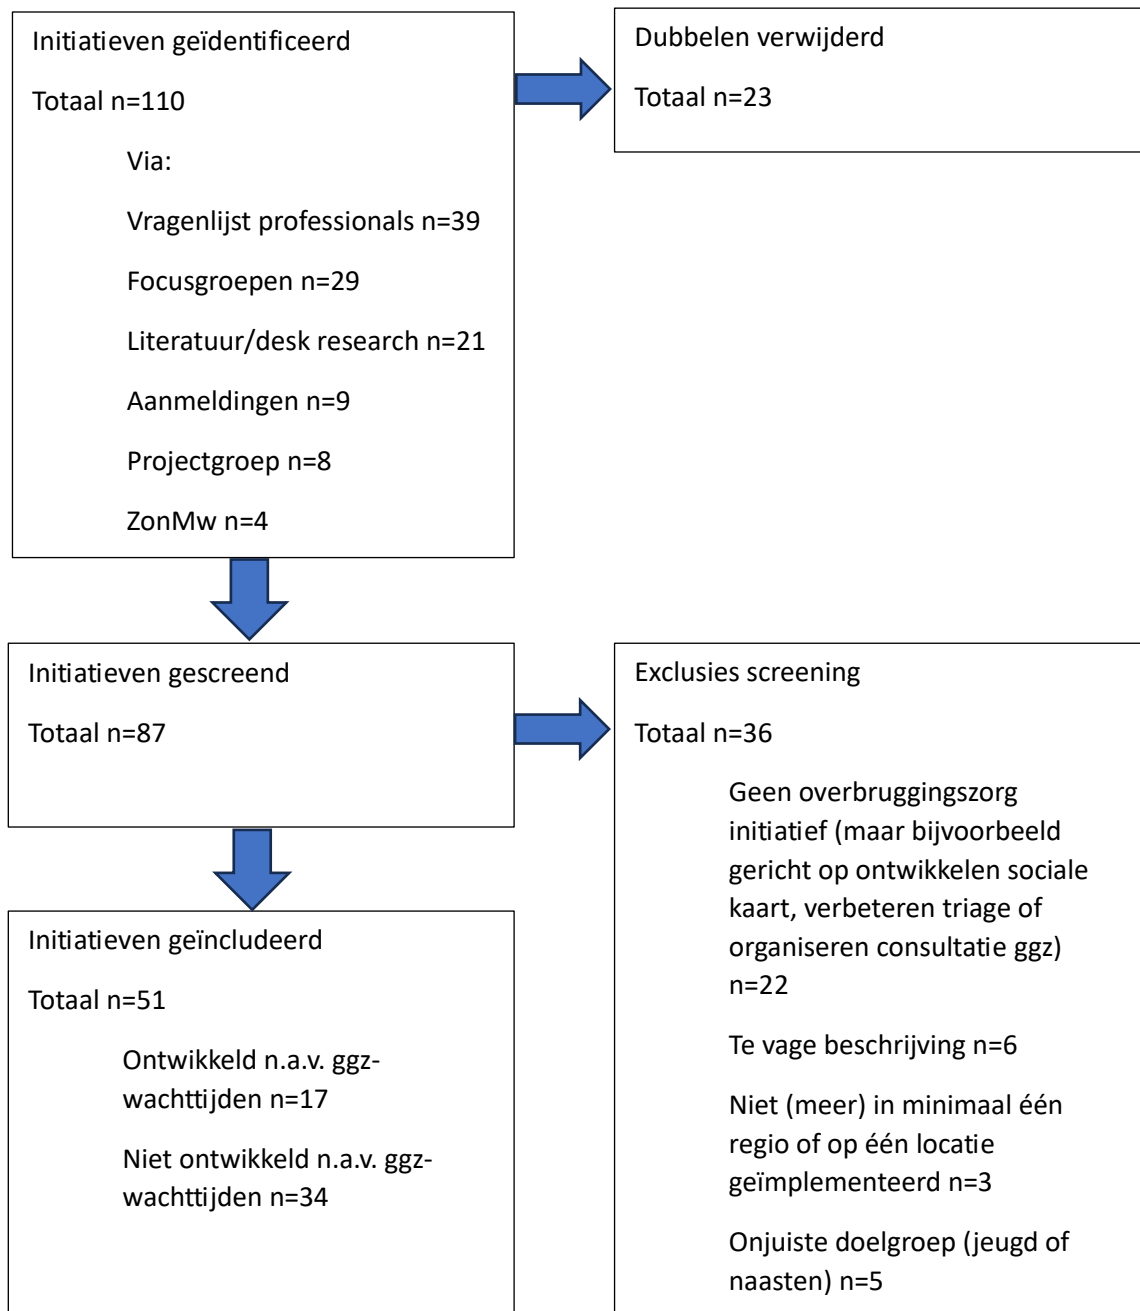 Initiatieven geïdentificeerd
Totaal n=110
Via:
Vragenlijst professionals n=39
Focusgroepen n=29
Literatuur/desk research n=21
Aanmeldingen n=9
Projectgroep n=8
ZonMw n=4
Dubbelen verwijderd
Totaal n=23
Initiatieven gescreend
Totaal n=87
Exclusies screening
Totaal n=36
Geen overbruggingszorg
initiatief (maar bijvoorbeeld
gericht op ontwikkelen sociale
kaart, verbeteren triage of
organiseren consultatie ggz)
n=22
Te vage beschrijving n=6
Niet (meer) in minimaal één
regio of op één locatie
geïmplementeerd n=3
Onjuiste doelgroep (jeugd of
naasten) n=5
Initiatieven geïncludeerd
Totaal n=51
Ontwikkeld n.a.v. ggz-
wachttijden n=17
Niet ontwikkeld n.a.v. ggz-
wachttijden n=34